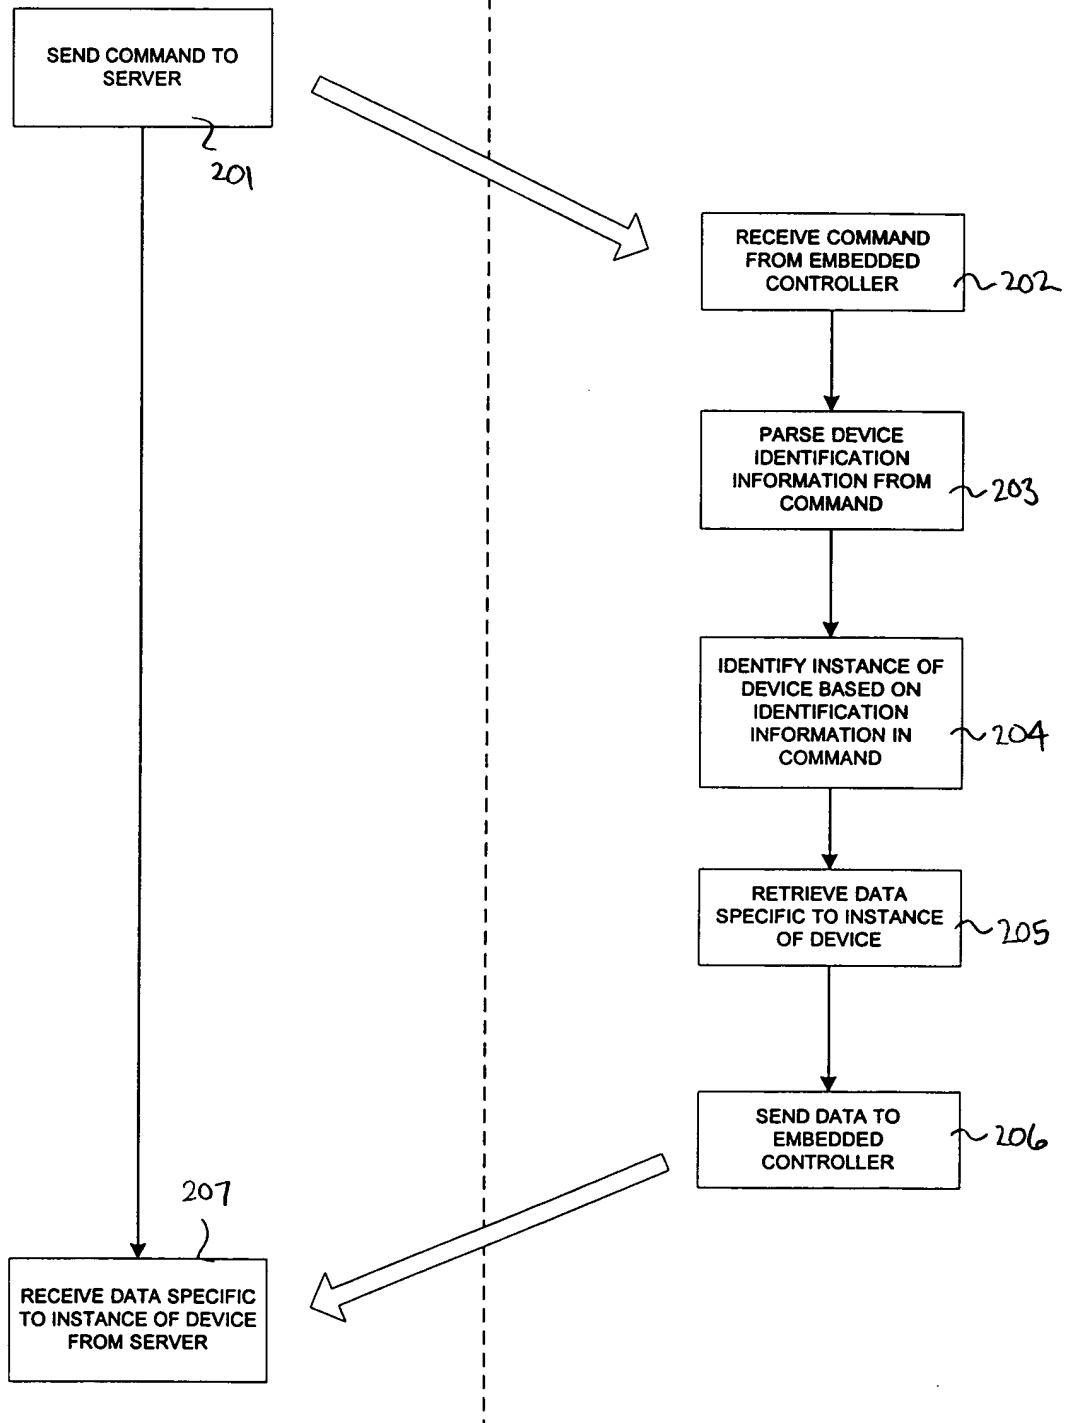 SEND COMMAND TO
SERVER
201
RECEIVE COMMAND
FROM EMBEDDED
CONTROLLER
202
PARSE DEVICE
IDENTIFICATION
INFORMATION FROM
COMMAND
203
IDENTIFY INSTANCE OF
DEVICE BASED ON
IDENTIFICATION
INFORMATION IN
COMMAND
204
RETRIEVE DATA
SPECIFIC TO INSTANCE
OF DEVICE
205
SEND DATA TO
EMBEDDED
CONTROLLER
206
207
RECEIVE DATA SPECIFIC
TO INSTANCE OF DEVICE
FROM SERVER